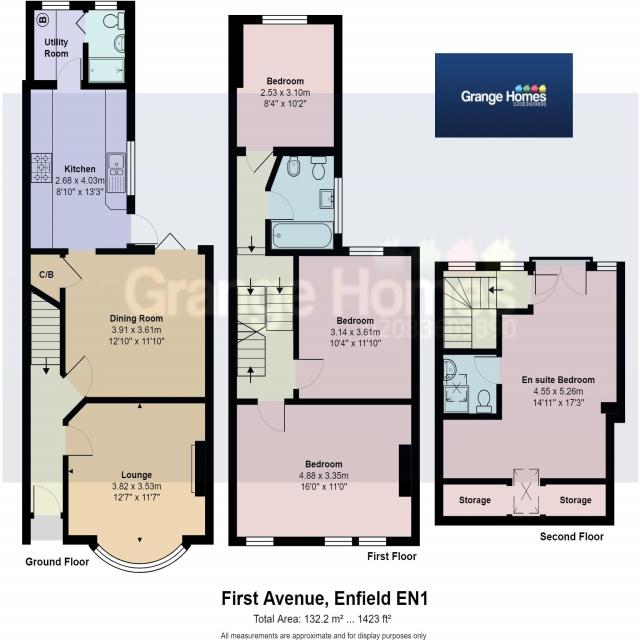 B
Utility
Room
Kitchen
2.68 x 4.03m
8'10" x 13'3"
C/B
Dining Room
3.91 x 3.61m
12'10" x 11'10"
Lounge
3.82 x 3.53m
12'7" x 11'7"
Ground Floor
Bedroom
2.53 x 3.10m
8'4" x 10'2"
Bedroom
3.14 x 3.61m
10'4" x 11'10"
Bedroom
4.88 x 3.35m
16'0" x 11'0"
First Floor
Grange Homes
02083609890
Grange Homes
02083609890
En suite Bedroom
4.55 x 5.26m
14'11" x 17'3"
Storage
Storage
Second Floor
First Avenue, Enfield EN1
Total Area: 132.2 m² ... 1423 ft²
All measurements are approximate and for display purposes only